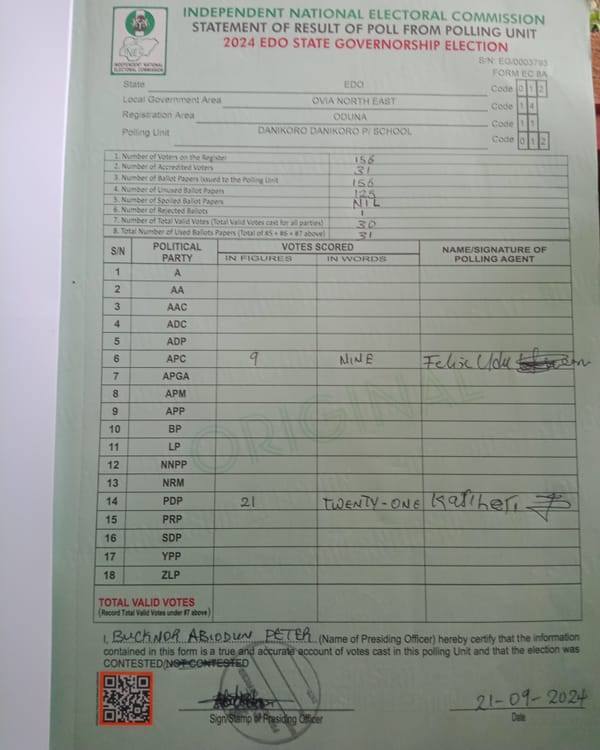 INDEPENDENT NATIONAL ELECTORAL COMMISSION
STATEMENT OF RESULT OF POLL FROM POLLING UNIT
2024 EDO STATE GOVERNORSHIP ELECTION
INDEPENDENT NATIONAL ELECTORAL COMMISSION
S/N: EG/0003793
FORM EC 8A
State EDO Code 0 1 2
Local Government Area OVIA NORTH EAST Code 1 4
Registration Area ODUNA Code 1 1
Polling Unit DANIKORO DANIKORO P/ SCHOOL Code 0 1 2
1. Number of Voters on the Register 156
2. Number of Accredited Voters 31
3. Number of Ballot Papers Issued to the Polling Unit 156
4. Number of Unused Ballot Papers 125
5. Number of Spoiled Ballot Papers NIL
6. Number of Rejected Ballots 1
7. Number of Total Valid Votes (Total Valid Votes cast for all parties) 30
8. Total Number of Used Ballots Papers (Total of #5 + #6 + #7 above) 31
S/N POLITICAL PARTY VOTES SCORED NAME/SIGNATURE OF POLLING AGENT
IN FIGURES IN WORDS
1 A
2 AA
3 AAC
4 ADC
5 ADP
6 APC 9 NINE Felix Udu
7 APGA
8 APM
9 APP
10 BP
11 LP
12 NNPP
13 NRM
14 PDP 21 TWENTY-ONE
15 PRP
16 SDP
17 YPP
18 ZLP
ORIGINAL
TOTAL VALID VOTES
(Record Total Valid Votes under #7 above)
I, BUCKNOR ABIODUN PETER (Name of Presiding Officer) hereby certify that the information
contained in this form is a true and accurate account of votes cast in this polling Unit and that the election was
CONTESTED/NOT CONTESTED
21-09-2024
Sign/Stamp of Presiding Officer Date